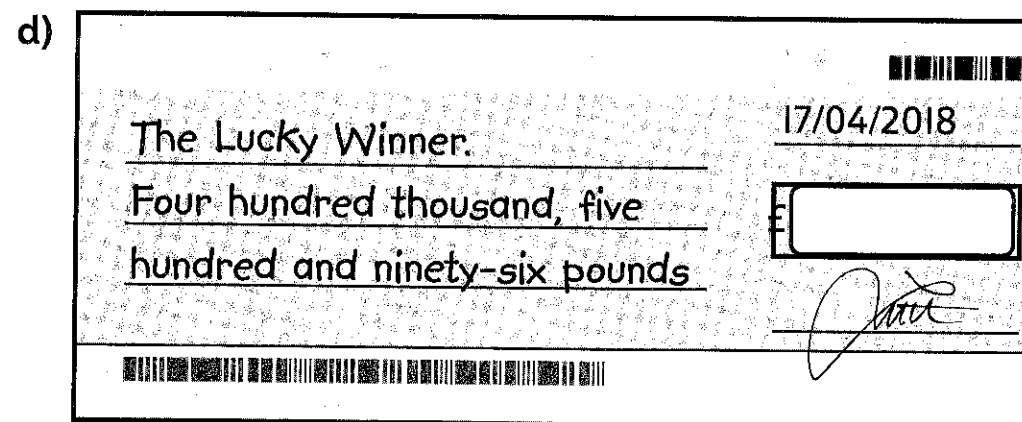 d)
17/04/2018
The Lucky Winner.
Four hundred thousand, five
£
hundred and ninety-six pounds